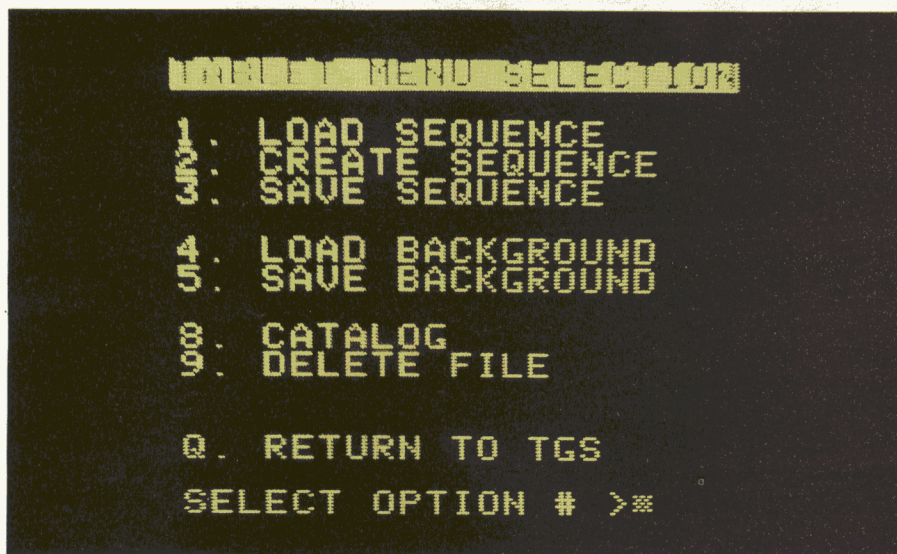 TABLET MENU SELECTION
1. LOAD SEQUENCE
2. CREATE SEQUENCE
3. SAVE SEQUENCE
4. LOAD BACKGROUND
5. SAVE BACKGROUND
8. CATALOG
9. DELETE FILE
Q. RETURN TO TGS
SELECT OPTION # >